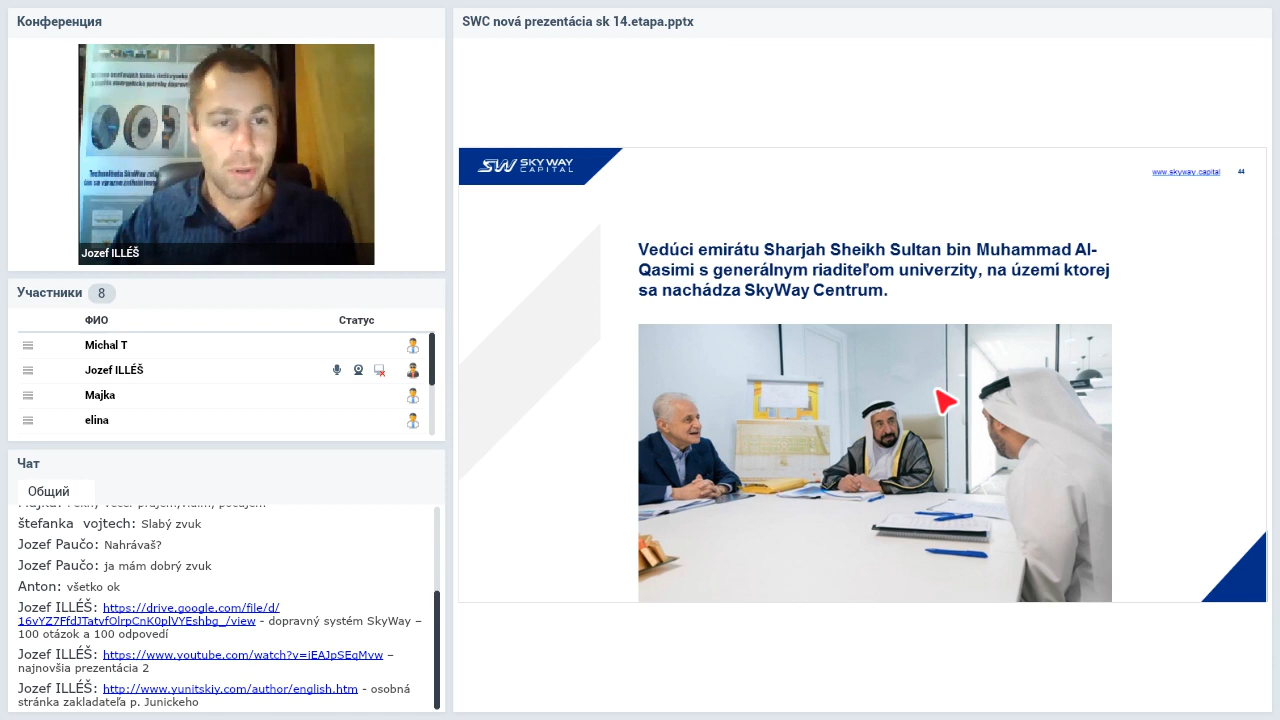 Конференция
Jozef ILLÉŠ
Участники 8
ФИО Статус
Michal T
Jozef ILLÉŠ
Majka
elina
Чат
Общий
štefanka vojtech: Slabý zvuk
Jozef Paučo: Nahrávaš?
Jozef Paučo: ja mám dobrý zvuk
Anton: všetko ok
Jozef ILLÉŠ: https://drive.google.com/file/d/
16vYZ7FfdJTatvfOlrpCnK0plVYEshbg_/view - dopravný systém SkyWay –
100 otázok a 100 odpovedí
Jozef ILLÉŠ: https://www.youtube.com/watch?v=iEAJpSEqMvw –
najnovšia prezentácia 2
Jozef ILLÉŠ: http://www.yunitskiy.com/author/english.htm - osobná
stránka zakladateľa p. Junickeho
SWC nová prezentácia sk 14.etapa.pptx
SW SKY WAY
CAPITAL
www.skyway.capital 44
Vedúci emirátu Sharjah Sheikh Sultan bin Muhammad Al-
Qasimi s generálnym riaditeľom univerzity, na území ktorej
sa nachádza SkyWay Centrum.